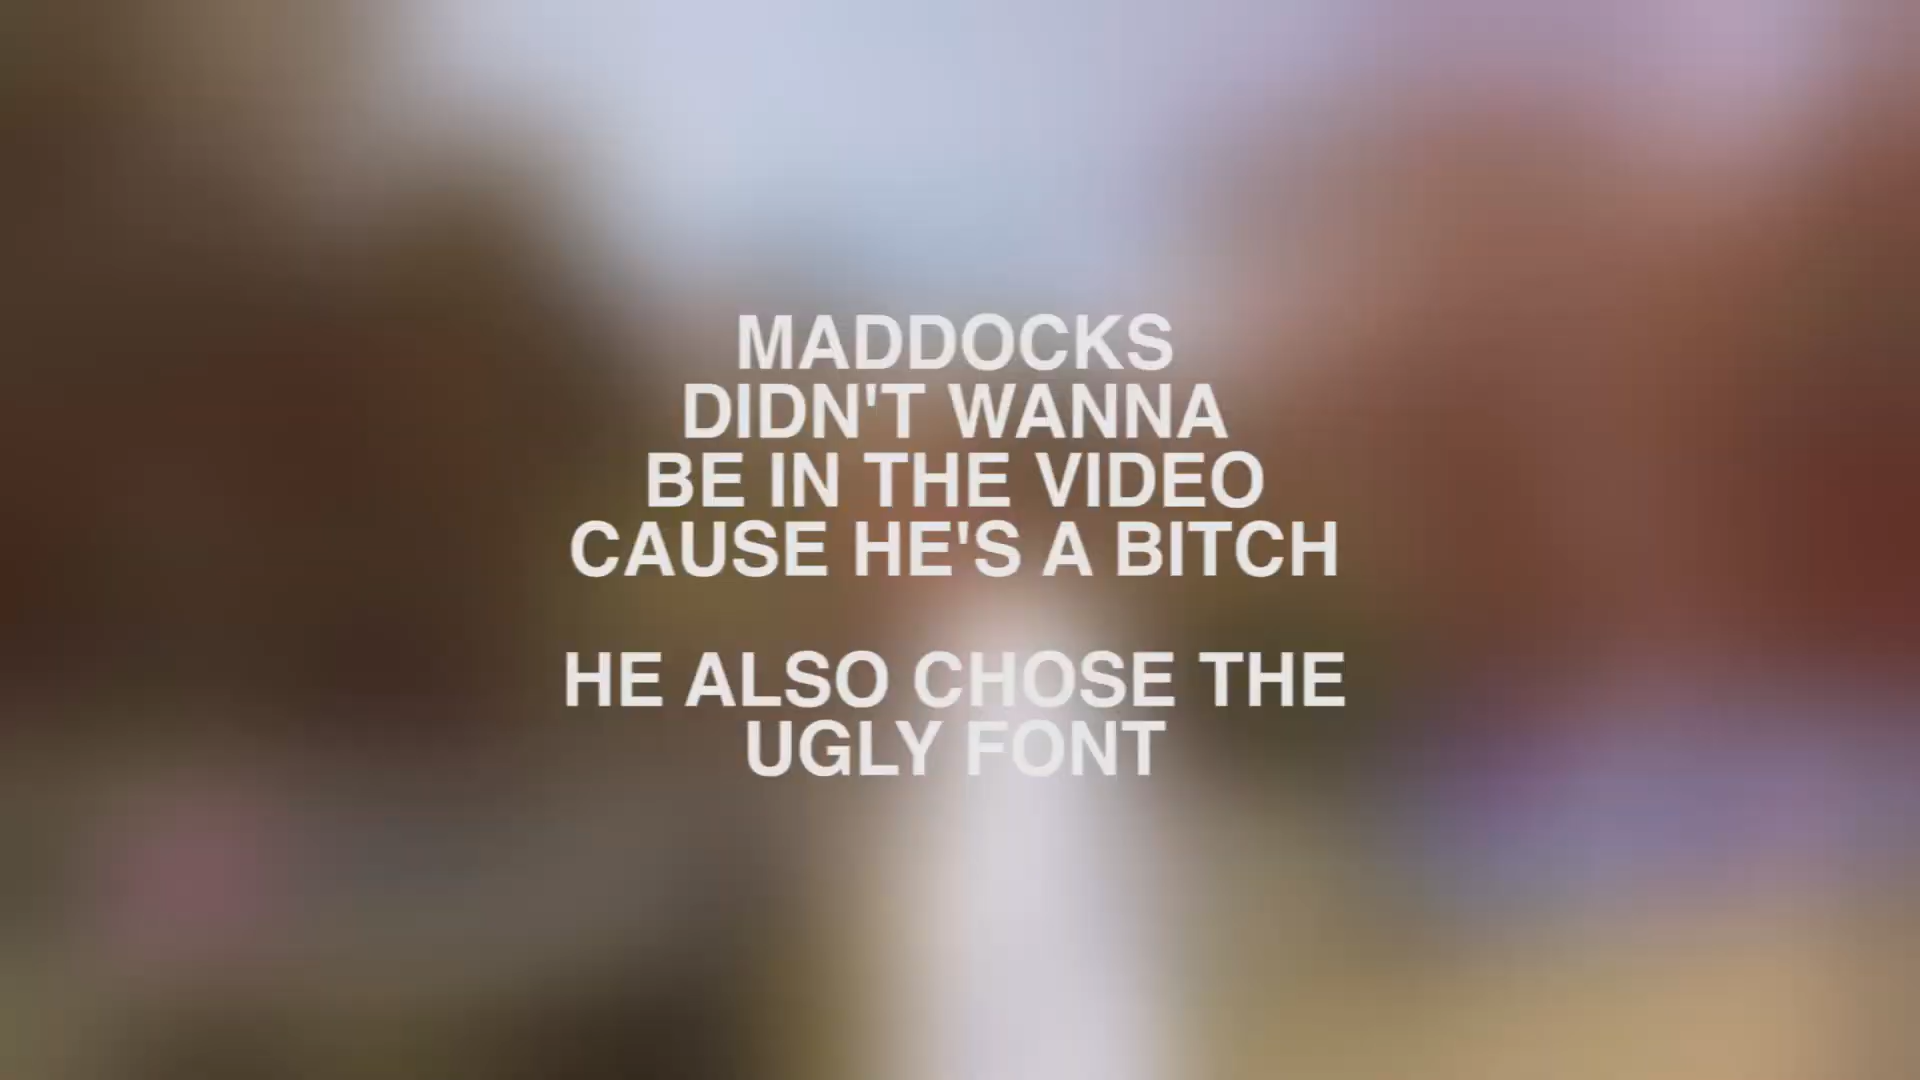 MADDOCKS
DIDN'T WANNA
BE IN THE VIDEO
CAUSE HE'S A BITCH
HE ALSO CHOSE THE
UGLY FONT